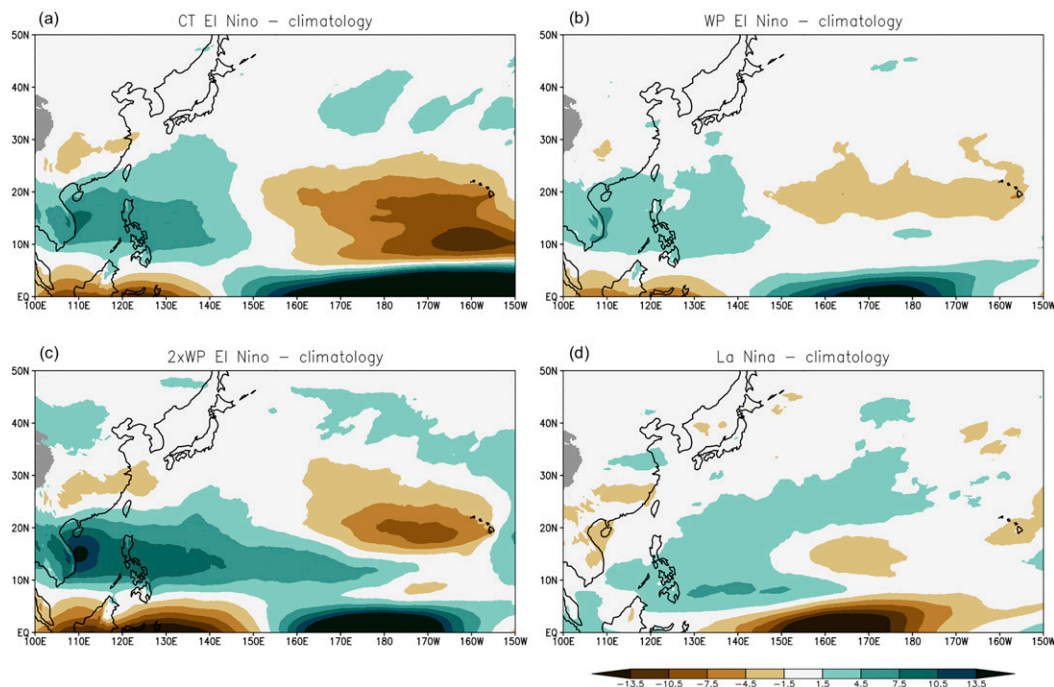 (a) CT El Nino – climatology
50N
40N
30N
20N
10N
EQ
100E 110E 120E 130E 140E 150E 160E 170E 180 170W 160W 150W
(b) WP El Nino – climatology
50N
40N
30N
20N
10N
EQ
100E 110E 120E 130E 140E 150E 160E 170E 180 170W 160W 150W
(c) 2xWP El Nino – climatology
50N
40N
30N
20N
10N
EQ
100E 110E 120E 130E 140E 150E 160E 170E 180 170W 160W 150W
(d) La Nina – climatology
50N
40N
30N
20N
10N
EQ
100E 110E 120E 130E 140E 150E 160E 170E 180 170W 160W 150W
−13.5 −10.5 −7.5 −4.5 −1.5 1.5 4.5 7.5 10.5 13.5